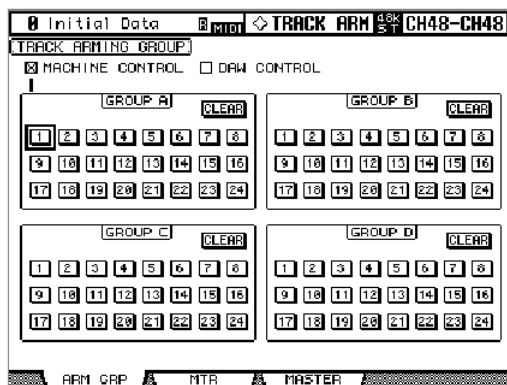 0 Initial Data MIDI TRACK ARM 48K ST CH48-CH48
TRACK ARMING GROUP
MACHINE CONTROL DAW CONTROL
GROUP A CLEAR GROUP B CLEAR
1 2 3 4 5 6 7 8 1 2 3 4 5 6 7 8
9 10 11 12 13 14 15 16 9 10 11 12 13 14 15 16
17 18 19 20 21 22 23 24 17 18 19 20 21 22 23 24
GROUP C CLEAR GROUP D CLEAR
1 2 3 4 5 6 7 8 1 2 3 4 5 6 7 8
9 10 11 12 13 14 15 16 9 10 11 12 13 14 15 16
17 18 19 20 21 22 23 24 17 18 19 20 21 22 23 24
ARM GRP MTR MASTER